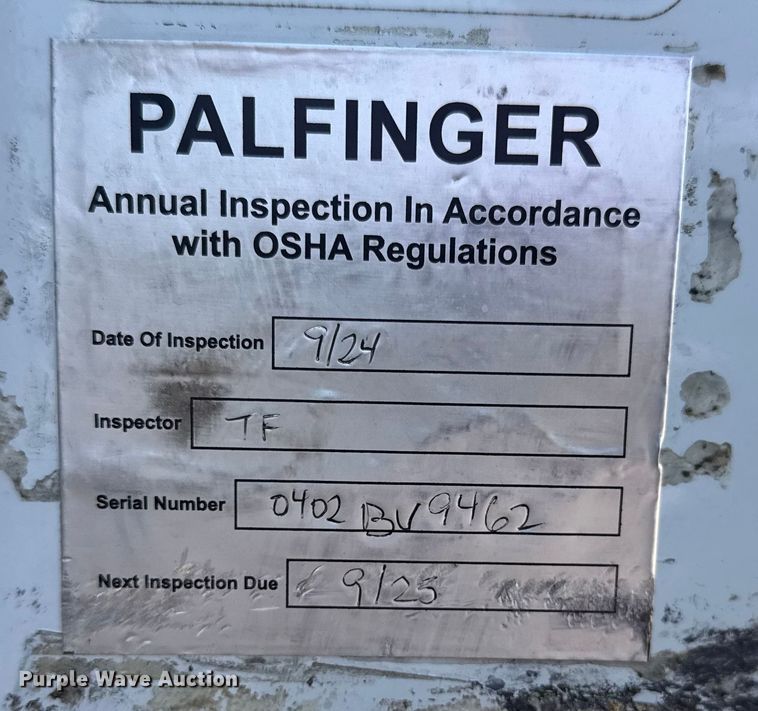 PALFINGER
Annual Inspection In Accordance
with OSHA Regulations
Date Of Inspection 9/24
Inspector TF
Serial Number 0402 BV9462
Next Inspection Due 9/25
Purple Wave Auction